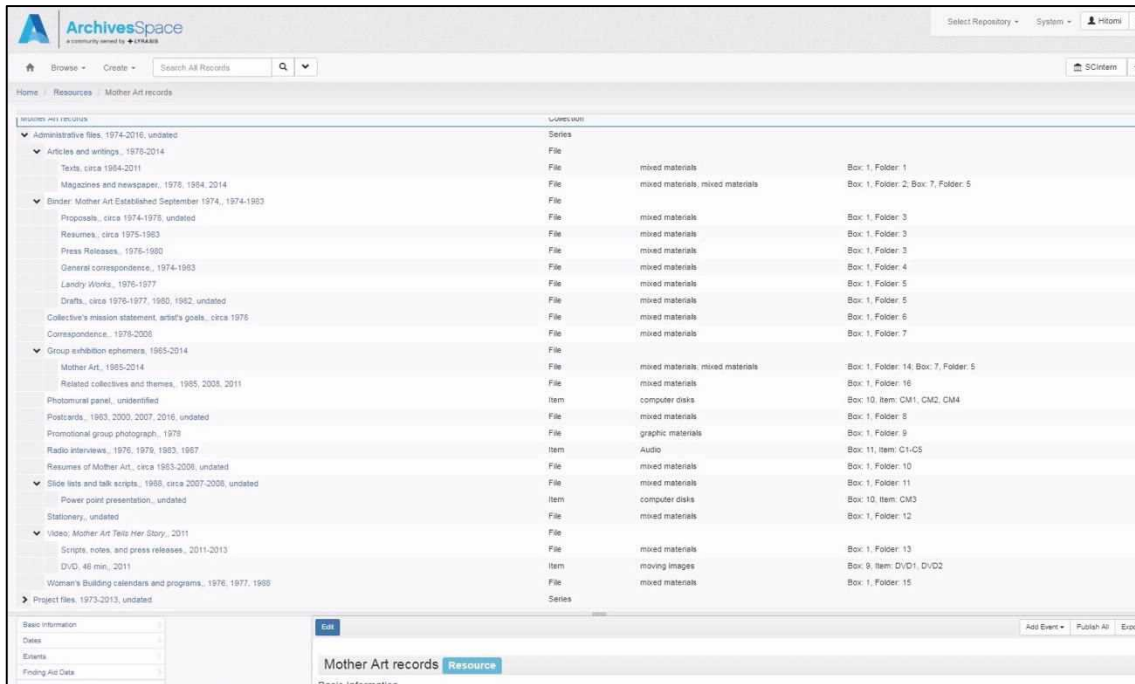 ArchivesSpace
a community served by LYRASIS
Select Repository System Hitomi
Browse Create Search All Records SCintern
Home / Resources / Mother Art records
Mother Art records Collection
Administrative files, 1974-2016, undated Series
Articles and writings,, 1978-2014 File
Texts, circa 1984-2011 File mixed materials Box: 1, Folder: 1
Magazines and newspaper,, 1978, 1984, 2014 File mixed materials, mixed materials Box: 1, Folder: 2; Box: 7, Folder: 5
Binder: Mother Art Established September 1974,, 1974-1983 File
Proposals,, circa 1974-1978, undated File mixed materials Box: 1, Folder: 3
Resumes,, circa 1975-1983 File mixed materials Box: 1, Folder: 3
Press Releases,, 1976-1980 File mixed materials Box: 1, Folder: 3
General correspondence,, 1974-1983 File mixed materials Box: 1, Folder: 4
Landry Works,, 1976-1977 File mixed materials Box: 1, Folder: 5
Drafts,, circa 1976-1977, 1980, 1982, undated File mixed materials Box: 1, Folder: 5
Collective's mission statement, artist's goals,, circa 1976 File mixed materials Box: 1, Folder: 6
Correspondence,, 1978-2008 File mixed materials Box: 1, Folder: 7
Group exhibition ephemera, 1985-2014 File
Mother Art,, 1985-2014 File mixed materials, mixed materials Box: 1, Folder: 14; Box: 7, Folder: 5
Related collectives and themes,, 1985, 2008, 2011 File mixed materials Box: 1, Folder: 16
Photomural panel,, unidentified Item computer disks Box: 10, Item: CM1, CM2, CM4
Postcards,, 1983, 2000, 2007, 2016, undated File mixed materials Box: 1, Folder: 8
Promotional group photograph,, 1978 File graphic materials Box: 1, Folder: 9
Radio interviews,, 1976, 1979, 1983, 1987 Item Audio Box: 11, Item: C1-C5
Resumes of Mother Art,, circa 1983-2008, undated File mixed materials Box: 1, Folder: 10
Slide lists and talk scripts,, 1988, circa 2007-2008, undated File mixed materials Box: 1, Folder: 11
Power point presentation,, undated Item computer disks Box: 10, Item: CM3
Stationery,, undated File mixed materials Box: 1, Folder: 12
Video; Mother Art Tells Her Story,, 2011 File
Scripts, notes, and press releases,, 2011-2013 File mixed materials Box: 1, Folder: 13
DVD, 46 min,, 2011 Item moving images Box: 9, Item: DVD1, DVD2
Woman's Building calendars and programs,, 1976, 1977, 1988 File mixed materials Box: 1, Folder: 15
Project files, 1973-2013, undated Series
Basic Information
Dates
Extents
Finding Aid Data
Edit Add Event Publish All
Mother Art records Resource
Basic Information